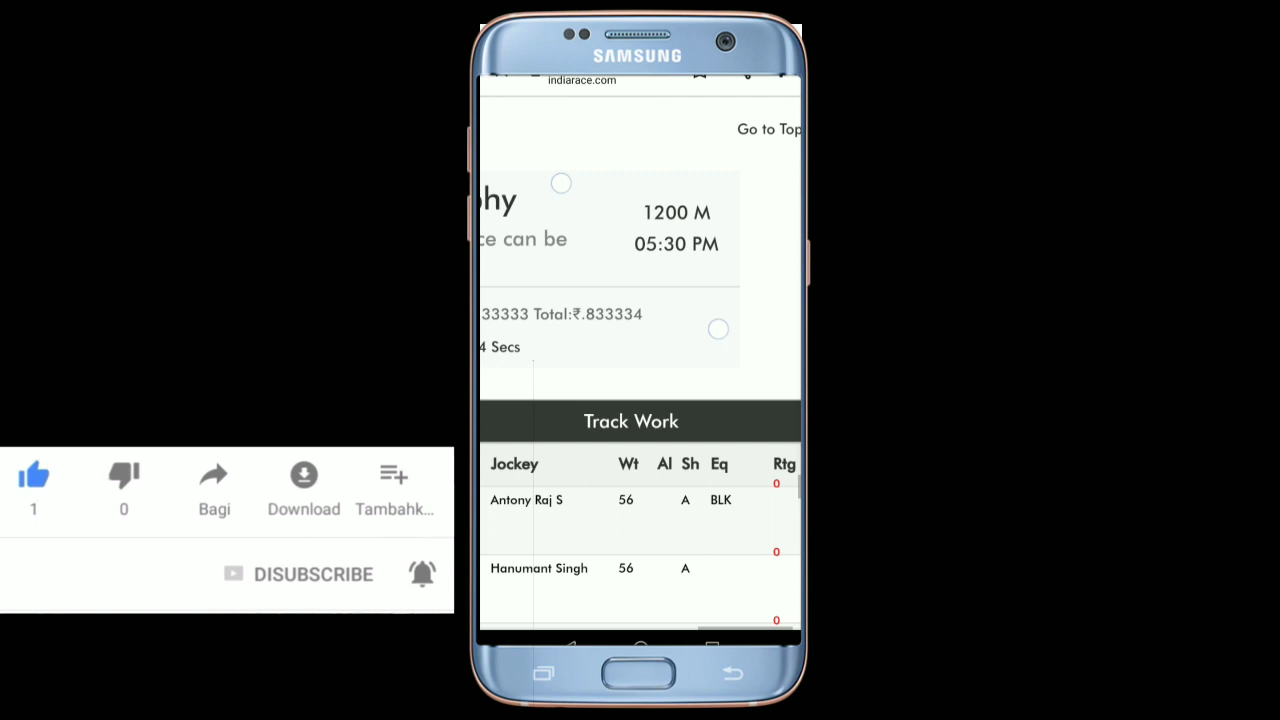 SAMSUNG
indiarace.com
Go to Top
phy
1200 M
ce can be
05:30 PM
33333 Total:₹.833334
4 Secs
Track Work
Jockey Wt Al Sh Eq Rtg
0
Antony Raj S 56 A BLK
0
Hanumant Singh 56 A
0
1 0 Bagi Download Tambahk...
DISUBSCRIBE